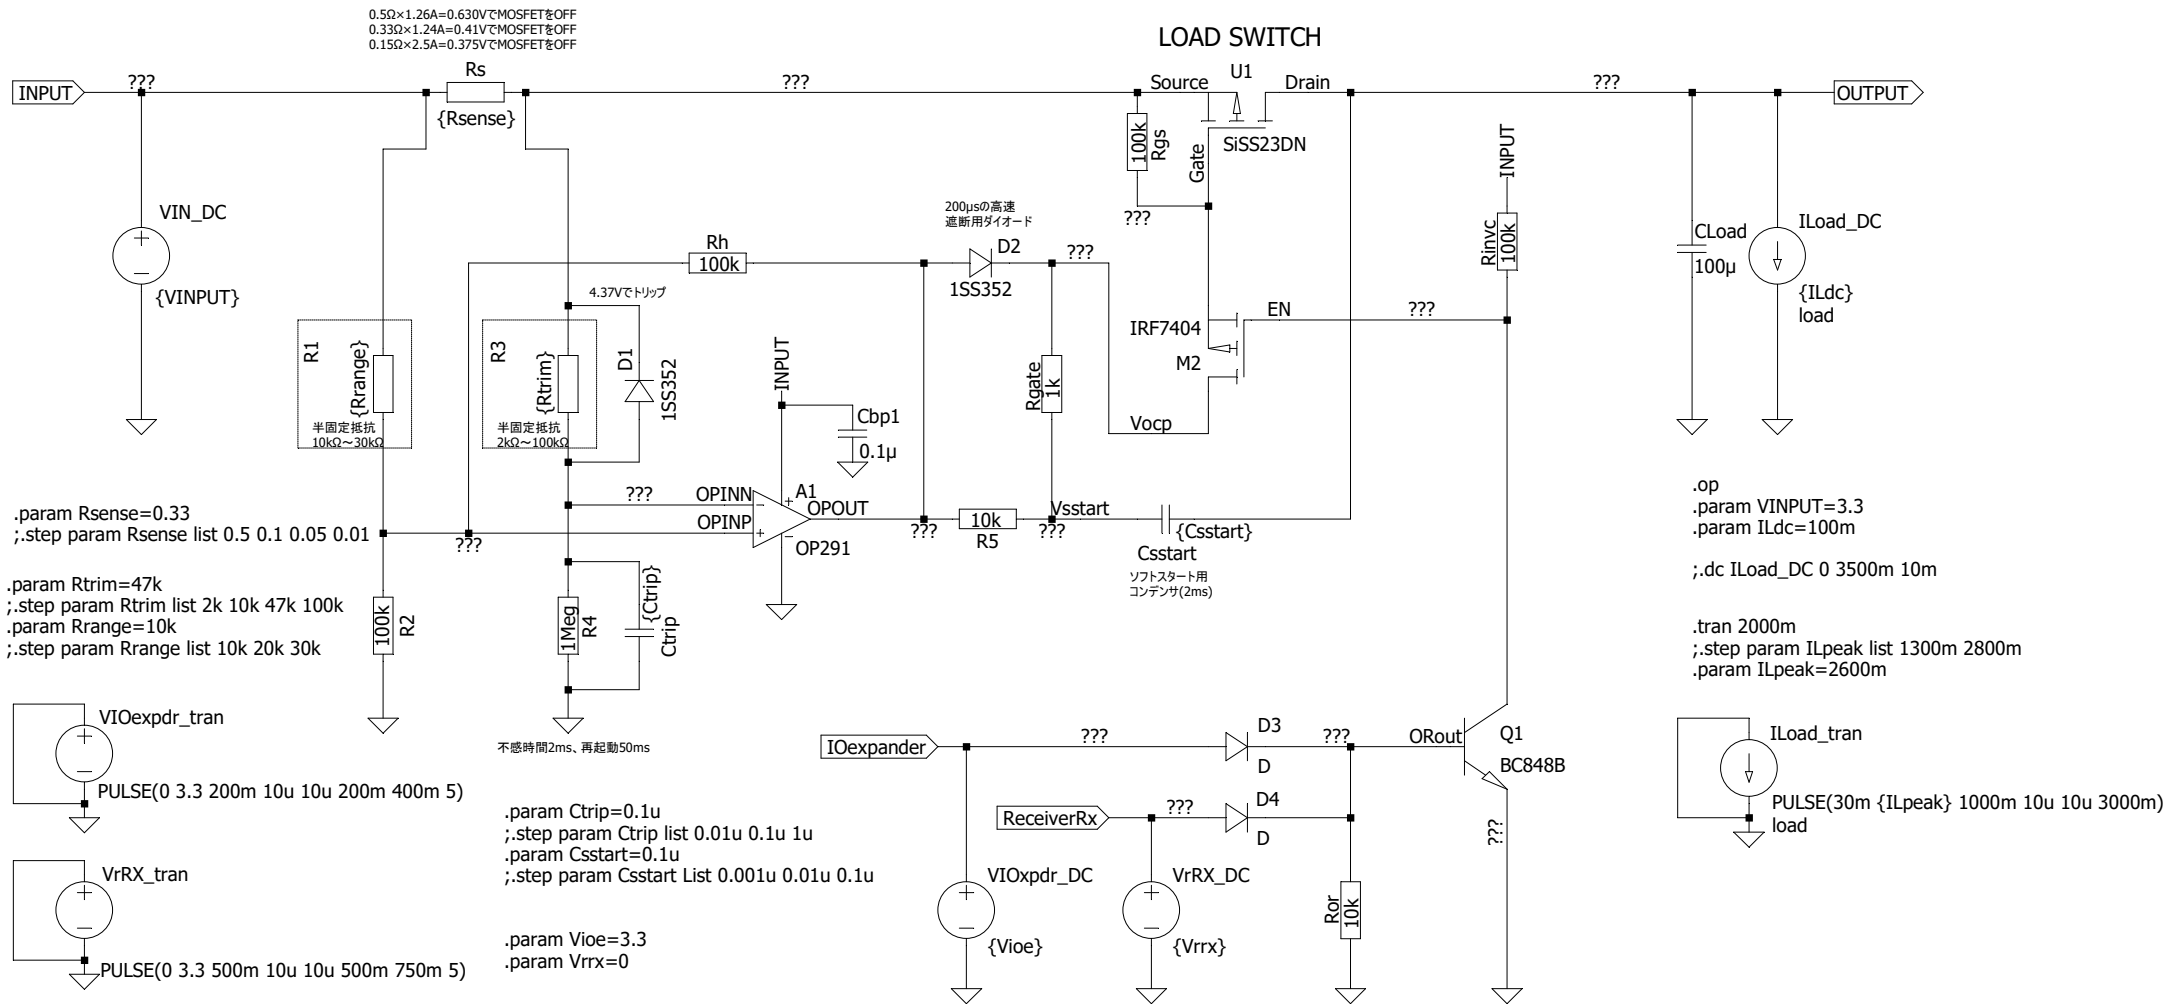 0.5Ω×1.26A=0.630VでMOSFETをOFF
0.33Ω×1.24A=0.41VでMOSFETをOFF
0.15Ω×2.5A=0.375VでMOSFETをOFF
LOAD SWITCH
INPUT
???
Rs
{Rsense}
???
Source
U1
Drain
???
OUTPUT
100k
Rgs
Gate
SiSS23DN
???
INPUT
VIN_DC
{VINPUT}
200µsの高速
遮断用ダイオード
Rh
100k
D2
1SS352
???
Rinvc
100k
CLoad
100µ
ILoad_DC
{ILdc}
load
4.37Vでトリップ
R1
{Rrange}
半固定抵抗
10kΩ～30kΩ
R3
{Rtrim}
半固定抵抗
2kΩ～100kΩ
D1
1SS352
INPUT
Cbp1
0.1µ
Rgate
1k
IRF7404
M2
EN
???
Vocp
.param Rsense=0.33
;.step param Rsense list 0.5 0.1 0.05 0.01
???
???
OPINN
OPINP
A1
OPOUT
OP291
???
10k
R5
Vsstart
???
{Csstart}
Csstart
ソフトスタート用
コンデンサ(2ms)
.op
.param VINPUT=3.3
.param ILdc=100m
;.dc ILoad_DC 0 3500m 10m
.tran 2000m
;.step param ILpeak list 1300m 2800m
.param ILpeak=2600m
.param Rtrim=47k
;.step param Rtrim list 2k 10k 47k 100k
.param Rrange=10k
;.step param Rrange list 10k 20k 30k
100k
R2
1Meg
R4
{Ctrip}
Ctrip
不感時間2ms、再起動50ms
VIOexpdr_tran
PULSE(0 3.3 200m 10u 10u 200m 400m 5)
VrRX_tran
PULSE(0 3.3 500m 10u 10u 500m 750m 5)
.param Ctrip=0.1u
;.step param Ctrip list 0.01u 0.1u 1u
.param Csstart=0.1u
;.step param Csstart List 0.001u 0.01u 0.1u
.param Vioe=3.3
.param Vrrx=0
IOexpander
???
D3
D
???
ORout
Q1
BC848B
???
ReceiverRx
???
D4
D
VIOxpdr_DC
{Vioe}
VrRX_DC
{Vrrx}
Ror
10k
ILoad_tran
PULSE(30m {ILpeak} 1000m 10u 10u 3000m)
load